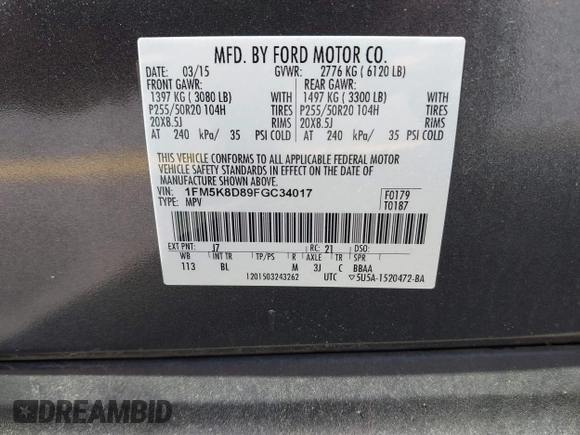 MFD. BY FORD MOTOR CO.
DATE: 03/15 GVWR: 2776 KG ( 6120 LB)
FRONT GAWR: REAR GAWR:
1397 KG ( 3080 LB) WITH 1497 KG ( 3300 LB) WITH
P255/50R20 104H TIRES P255/50R20 104H TIRES
20X8.5J RIMS 20X8.5J RIMS
AT 240 kPa/ 35 PSI COLD AT 240 kPa/ 35 PSI COLD
THIS VEHICLE CONFORMS TO ALL APPLICABLE FEDERAL MOTOR
VEHICLE SAFETY STANDARDS IN EFFECT ON THE DATE OF
MANUFACTURE SHOWN ABOVE.
VIN: 1FM5K8D89FGC34017 F0179
TYPE: MPV T0187
EXT PNT: J7 RC: 21 DSO:
WB INT TR TP/PS R AXLE TR SPR
113 BL M 3J C BBAA
1201503243262 UTC 5U5A-1520472-BA
DREAMBID